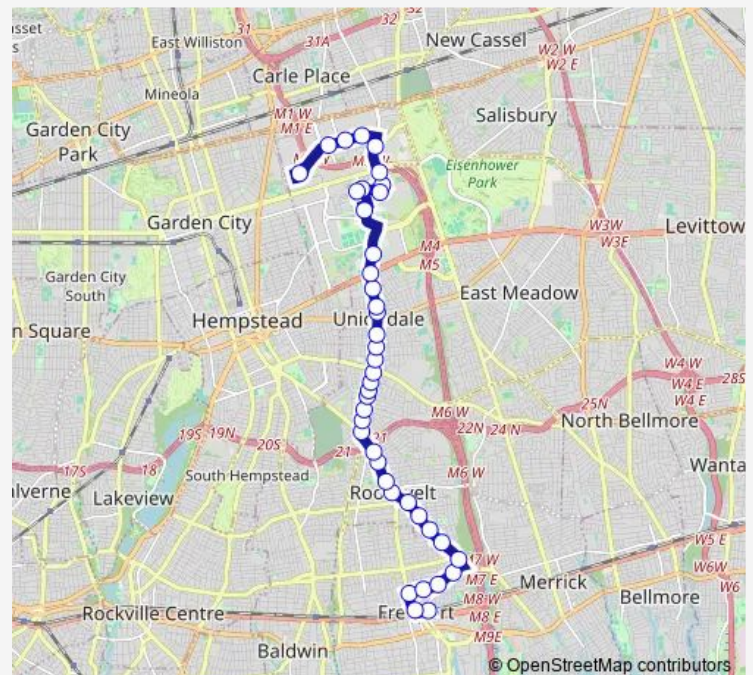 32
31
New Cassel
31A
East Williston
W2 W
W2 E
Carle Place
Mineola
M1 W
M1 E
Salisbury
Garden City
Park
Eisenhower
Park
Garden City
W3W
W3E
Levittow
M4
M5
Garden City
South
East Meadow
Hempstead
n Square
W4 W
W4 E
W4 E
28S
25N
M6 W
22N
24 N
North Bellmore
19S
19N
20S
21
17S
18
South Hempstead
M6 W
Wanta
alverne
Lakeview
W5 E
M7 E
Merrick
W6W
W6
M8 W
Bellmore
Rockville Centre
M8 E
M9E
Baldwin
© OpenStreetMap contributors